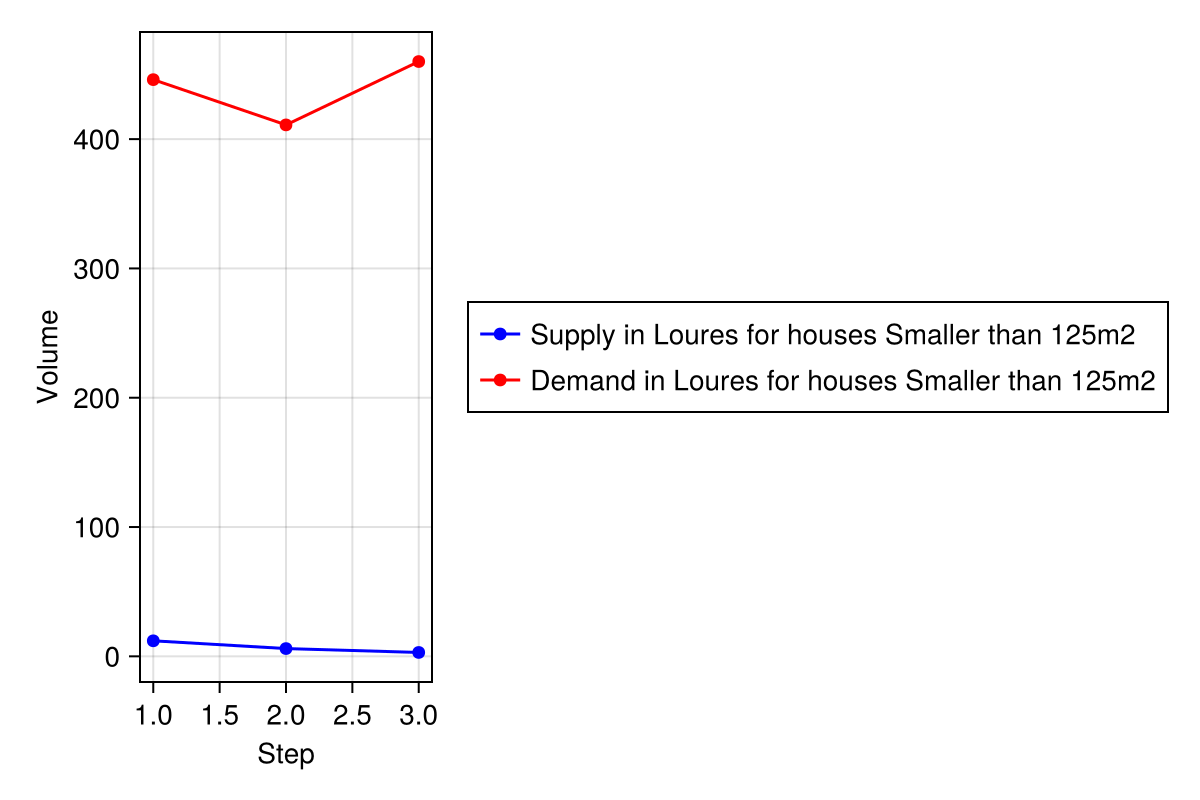 400
300
200
100
0
Volume
1.0 1.5 2.0 2.5 3.0
Step
Supply in Loures for houses Smaller than 125m2
Demand in Loures for houses Smaller than 125m2